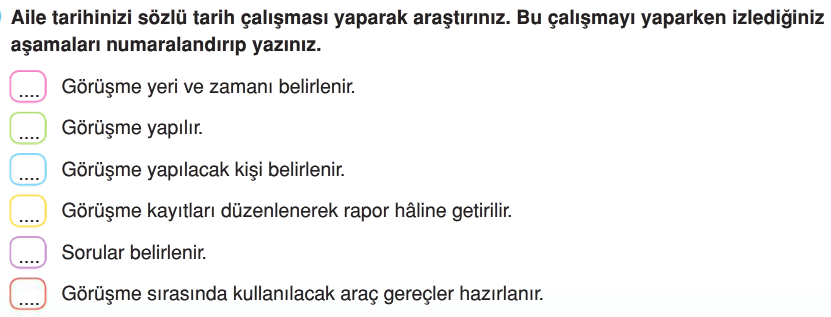 Aile tarihinizi sözlü tarih çalışması yaparak araştırınız. Bu çalışmayı yaparken izlediğiniz
aşamaları numaralandırıp yazınız.
.... Görüşme yeri ve zamanı belirlenir.
.... Görüşme yapılır.
.... Görüşme yapılacak kişi belirlenir.
.... Görüşme kayıtları düzenlenerek rapor hâline getirilir.
.... Sorular belirlenir.
.... Görüşme sırasında kullanılacak araç gereçler hazırlanır.